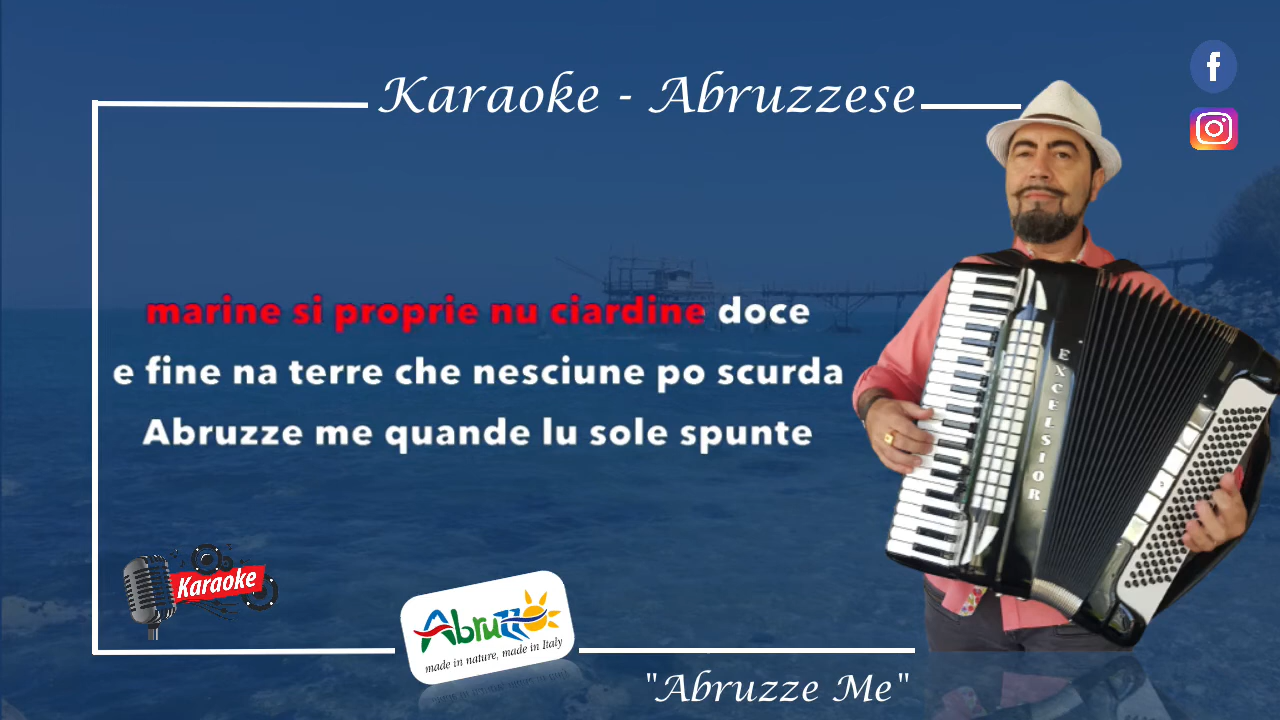 Karaoke - Abruzzese
marine si proprie nu ciardine doce
e fine na terre che nesciune po scurda
Abruzze me quande lu sole spunte
EXCELSIOR
Karaoke
Abruzzo
made in nature, made in Italy
"Abruzze Me"